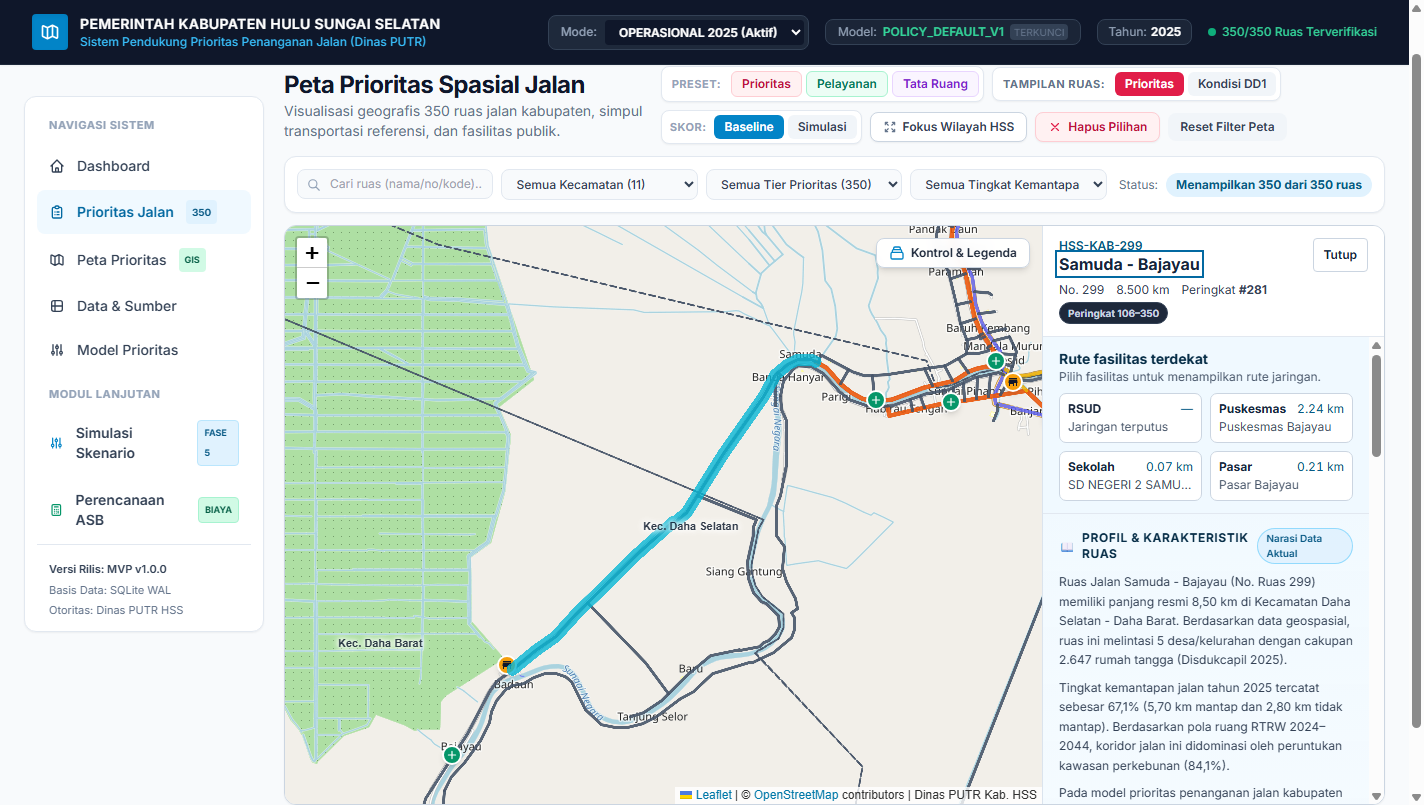 PEMERINTAH KABUPATEN HULU SUNGAI SELATAN
Sistem Pendukung Prioritas Penanganan Jalan (Dinas PUTR)
Mode: OPERASIONAL 2025 (Aktif)
Model: POLICY_DEFAULT_V1 TERKUNCI
Tahun: 2025
350/350 Ruas Terverifikasi
NAVIGASI SISTEM
Dashboard
Prioritas Jalan 350
Peta Prioritas GIS
Data & Sumber
Model Prioritas
MODUL LANJUTAN
Simulasi Skenario
FASE 5
Perencanaan ASB
BIAYA
Versi Rilis: MVP v1.0.0
Basis Data: SQLite WAL
Otoritas: Dinas PUTR HSS
Peta Prioritas Spasial Jalan
Visualisasi geografis 350 ruas jalan kabupaten, simpul
transportasi referensi, dan fasilitas publik.
PRESET: Prioritas Pelayanan Tata Ruang
TAMPILAN RUAS: Prioritas Kondisi DD1
SKOR: Baseline Simulasi
Fokus Wilayah HSS
Hapus Pilihan
Reset Filter Peta
Cari ruas (nama/no/kode)..
Semua Kecamatan (11)
Semua Tier Prioritas (350)
Semua Tingkat Kemantapa
Status: Menampilkan 350 dari 350 ruas
+
−
Kontrol & Legenda
Baruh Kembang
Samuda
Parigi
Kec. Daha Selatan
Siang Gantung
Kec. Daha Barat
Badaun
Baru
Sungai Negara
Sungai Negara
Tanjung Selor
Leaflet | © OpenStreetMap contributors | Dinas PUTR Kab. HSS
HSS-KAB-299
Samuda - Bajayau
No. 299 8.500 km Peringkat #281
Peringkat 106–350
Tutup
Rute fasilitas terdekat
Pilih fasilitas untuk menampilkan rute jaringan.
RSUD —
Jaringan terputus
Puskesmas 2.24 km
Puskesmas Bajayau
Sekolah 0.07 km
SD NEGERI 2 SAMU...
Pasar 0.21 km
Pasar Bajayau
PROFIL & KARAKTERISTIK
RUAS
Narasi Data
Aktual
Ruas Jalan Samuda - Bajayau (No. Ruas 299)
memiliki panjang resmi 8,50 km di Kecamatan Daha
Selatan - Daha Barat. Berdasarkan data geospasial,
ruas ini melintasi 5 desa/kelurahan dengan cakupan
2.647 rumah tangga (Disdukcapil 2025).
Tingkat kemantapan jalan tahun 2025 tercatat
sebesar 67,1% (5,70 km mantap dan 2,80 km tidak
mantap). Berdasarkan pola ruang RTRW 2024–
2044, koridor jalan ini didominasi oleh peruntukan
kawasan perkebunan (84,1%).
Pada model prioritas penanganan jalan kabupaten